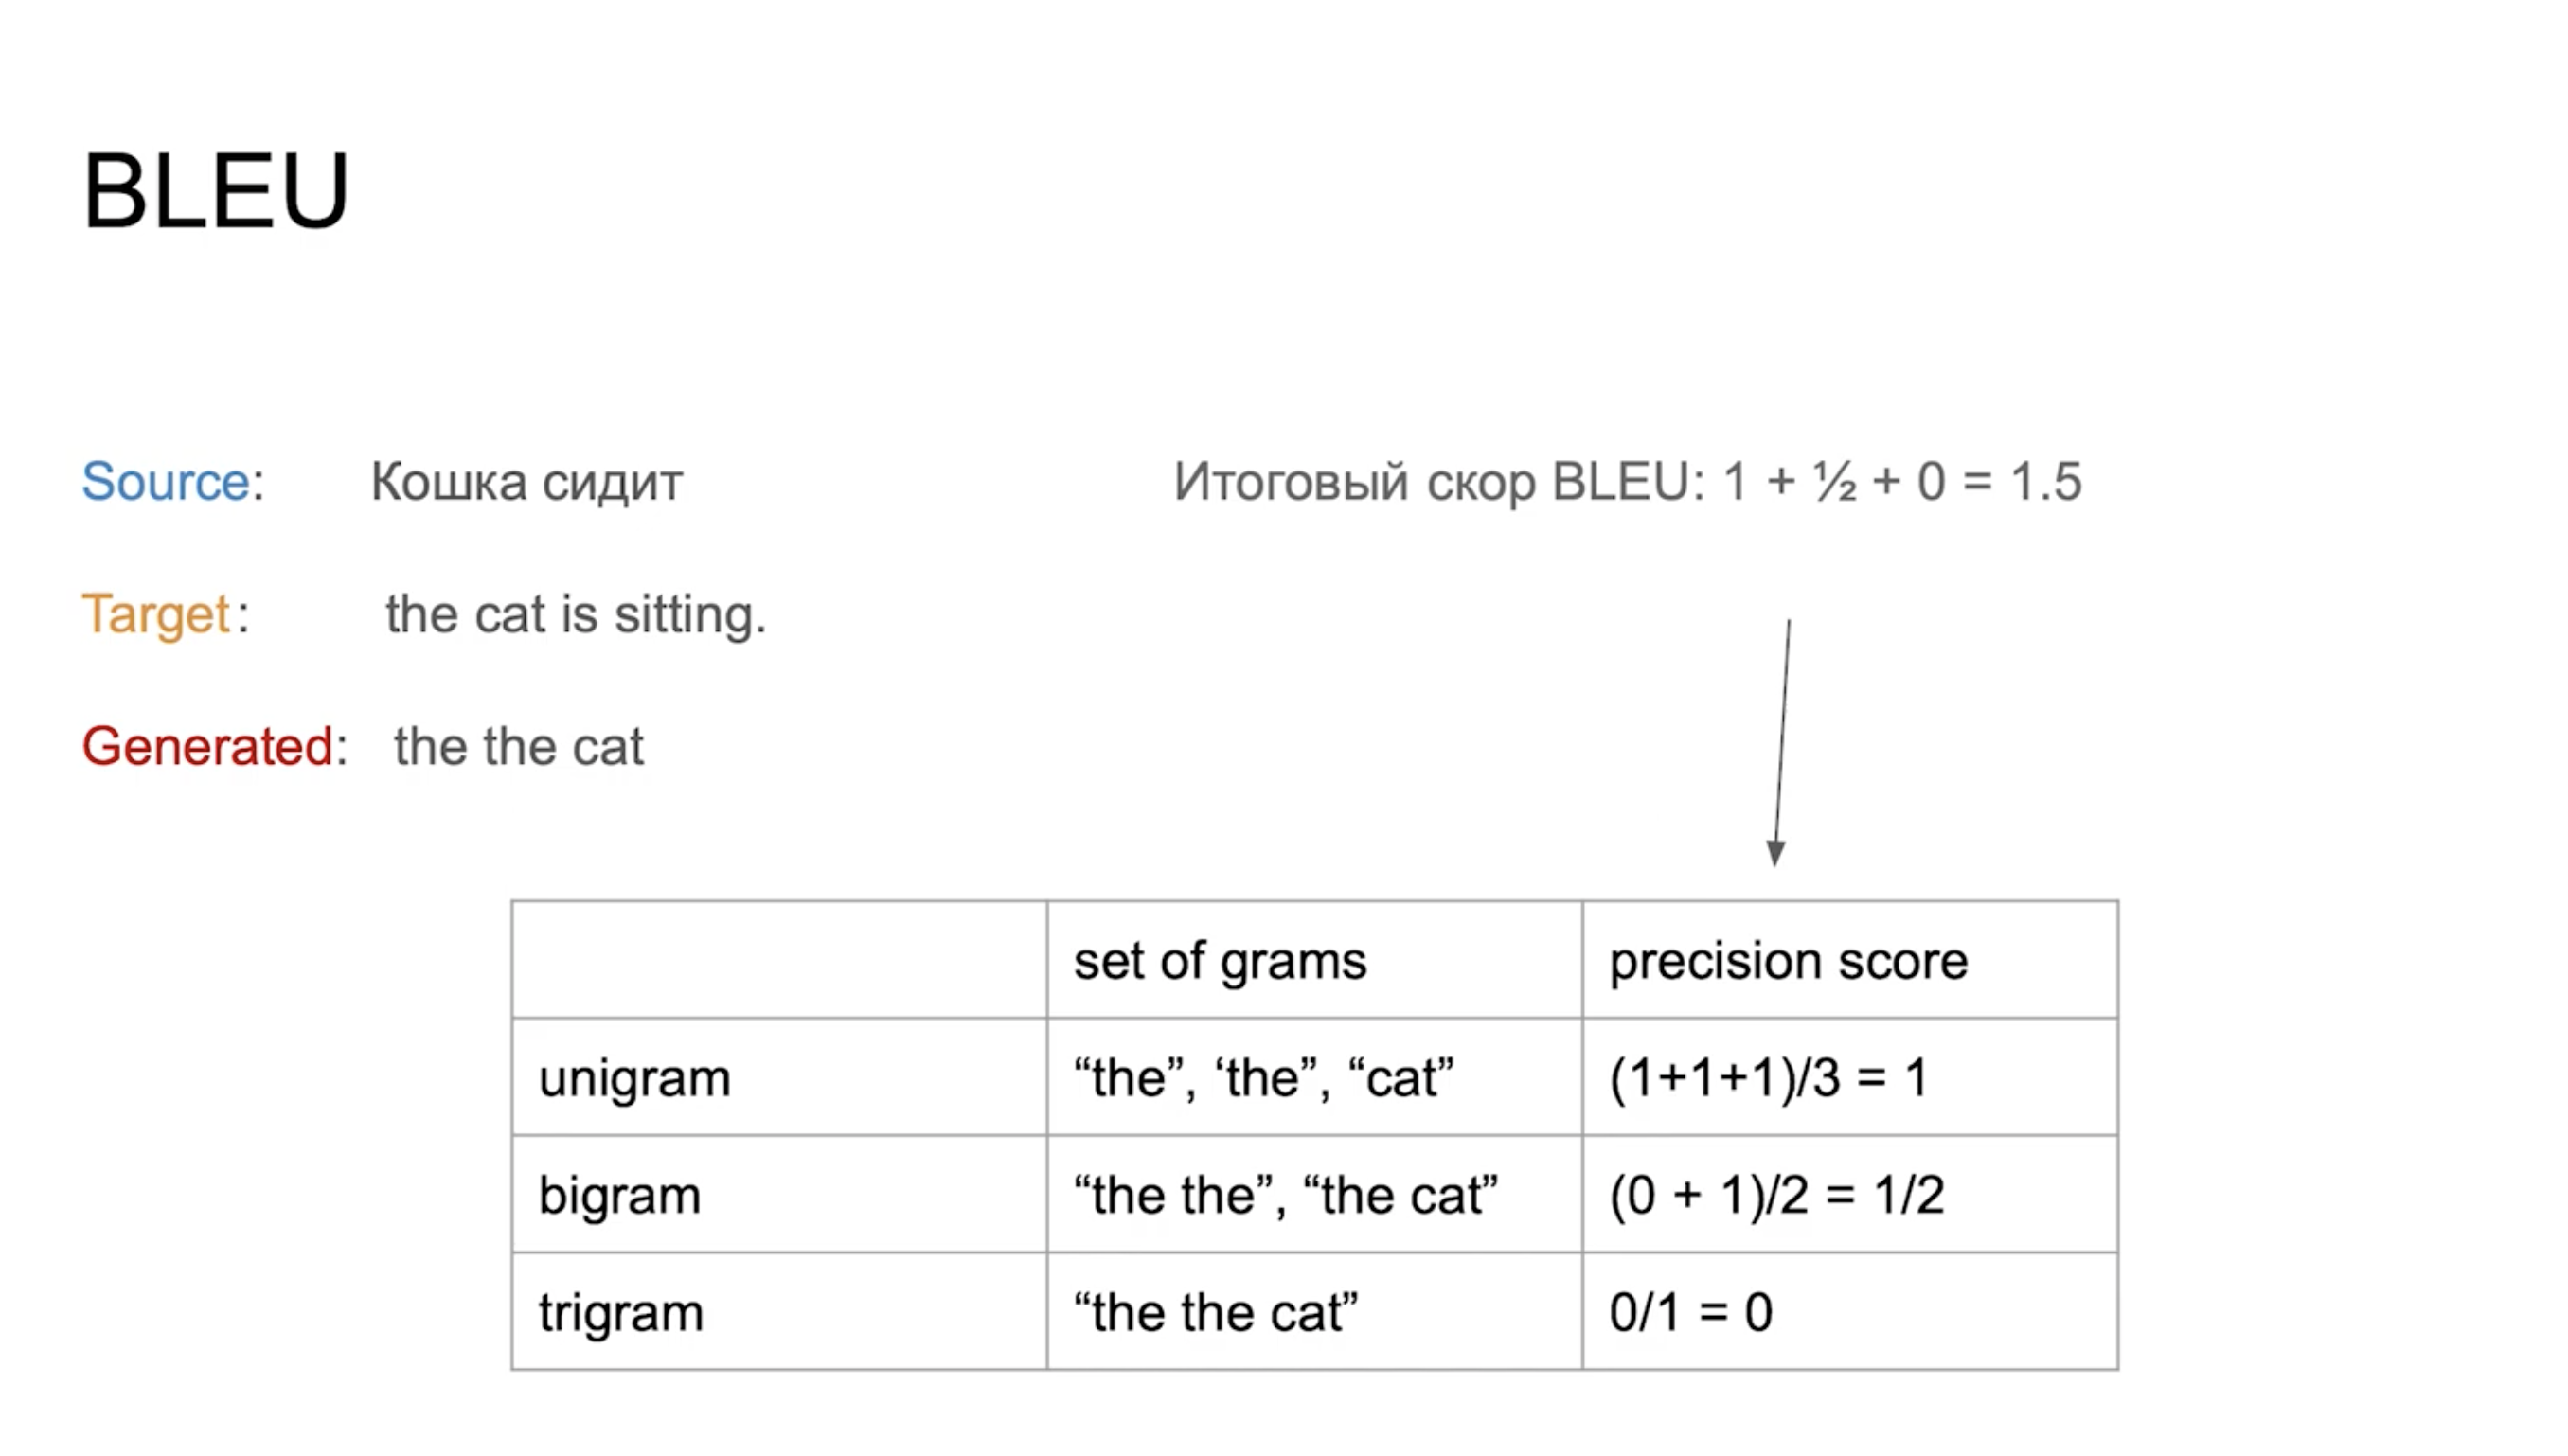 BLEU
Source: Кошка сидит
Итоговый скор BLEU: 1 + ½ + 0 = 1.5
Target: the cat is sitting.
Generated: the the cat
set of grams precision score
unigram “the”, ‘the”, “cat” (1+1+1)/3 = 1
bigram “the the”, “the cat” (0 + 1)/2 = 1/2
trigram “the the cat” 0/1 = 0